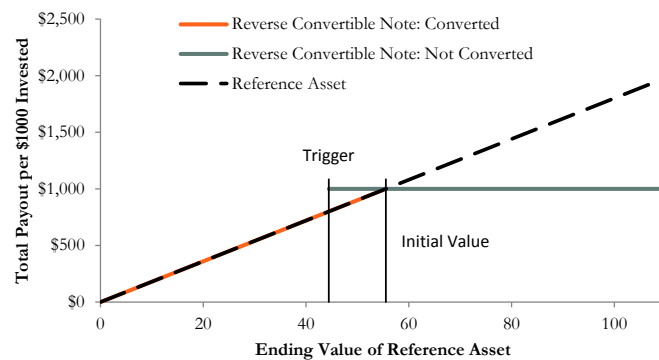 $2,500
Reverse Convertible Note: Converted
Reverse Convertible Note: Not Converted
$2,000
Reference Asset
$1,500
Trigger
$1,000
$500
Initial Value
$0
0 20 40 60 80 100
Total Payout per $1000 Invested
Ending Value of Reference Asset